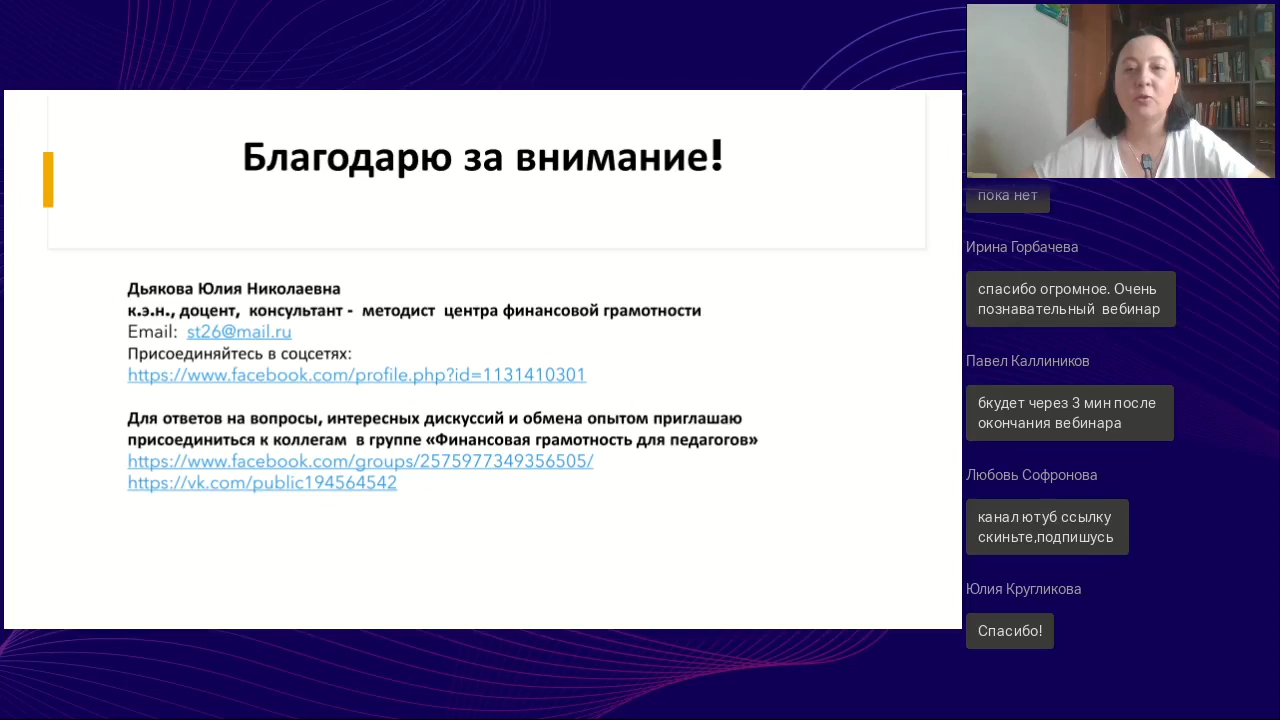 Благодарю за внимание!
Дьякова Юлия Николаевна
к.э.н., доцент, консультант - методист центра финансовой грамотности
Email: st26@mail.ru
Присоединяйтесь в соцсетях:
https://www.facebook.com/profile.php?id=1131410301
Для ответов на вопросы, интересных дискуссий и обмена опытом приглашаю
присоединиться к коллегам в группе «Финансовая грамотность для педагогов»
https://www.facebook.com/groups/2575977349356505/
https://vk.com/public194564542
пока нет
Ирина Горбачева
спасибо огромное. Очень
познавательный вебинар
Павел Каллиников
бкудет через 3 мин после
окончания вебинара
Любовь Софронова
канал ютуб ссылку
скиньте,подпишусь
Юлия Кругликова
Спасибо!